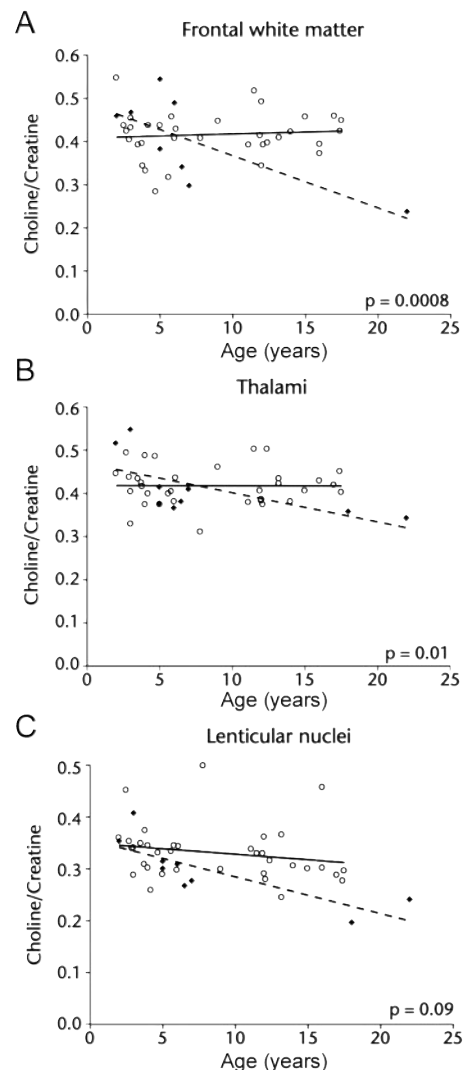 A
Frontal white matter
Choline/Creatine
0.6
0.5
0.4
0.3
0.2
0.1
0.0
p = 0.0008
0 5 10 15 20 25
Age (years)
B
Thalami
Choline/Creatine
0.6
0.5
0.4
0.3
0.2
0.1
0.0
p = 0.01
0 5 10 15 20 25
Age (years)
C
Lenticular nuclei
Choline/Creatine
0.5
0.4
0.3
0.2
0.1
0.0
p = 0.09
0 5 10 15 20 25
Age (years)